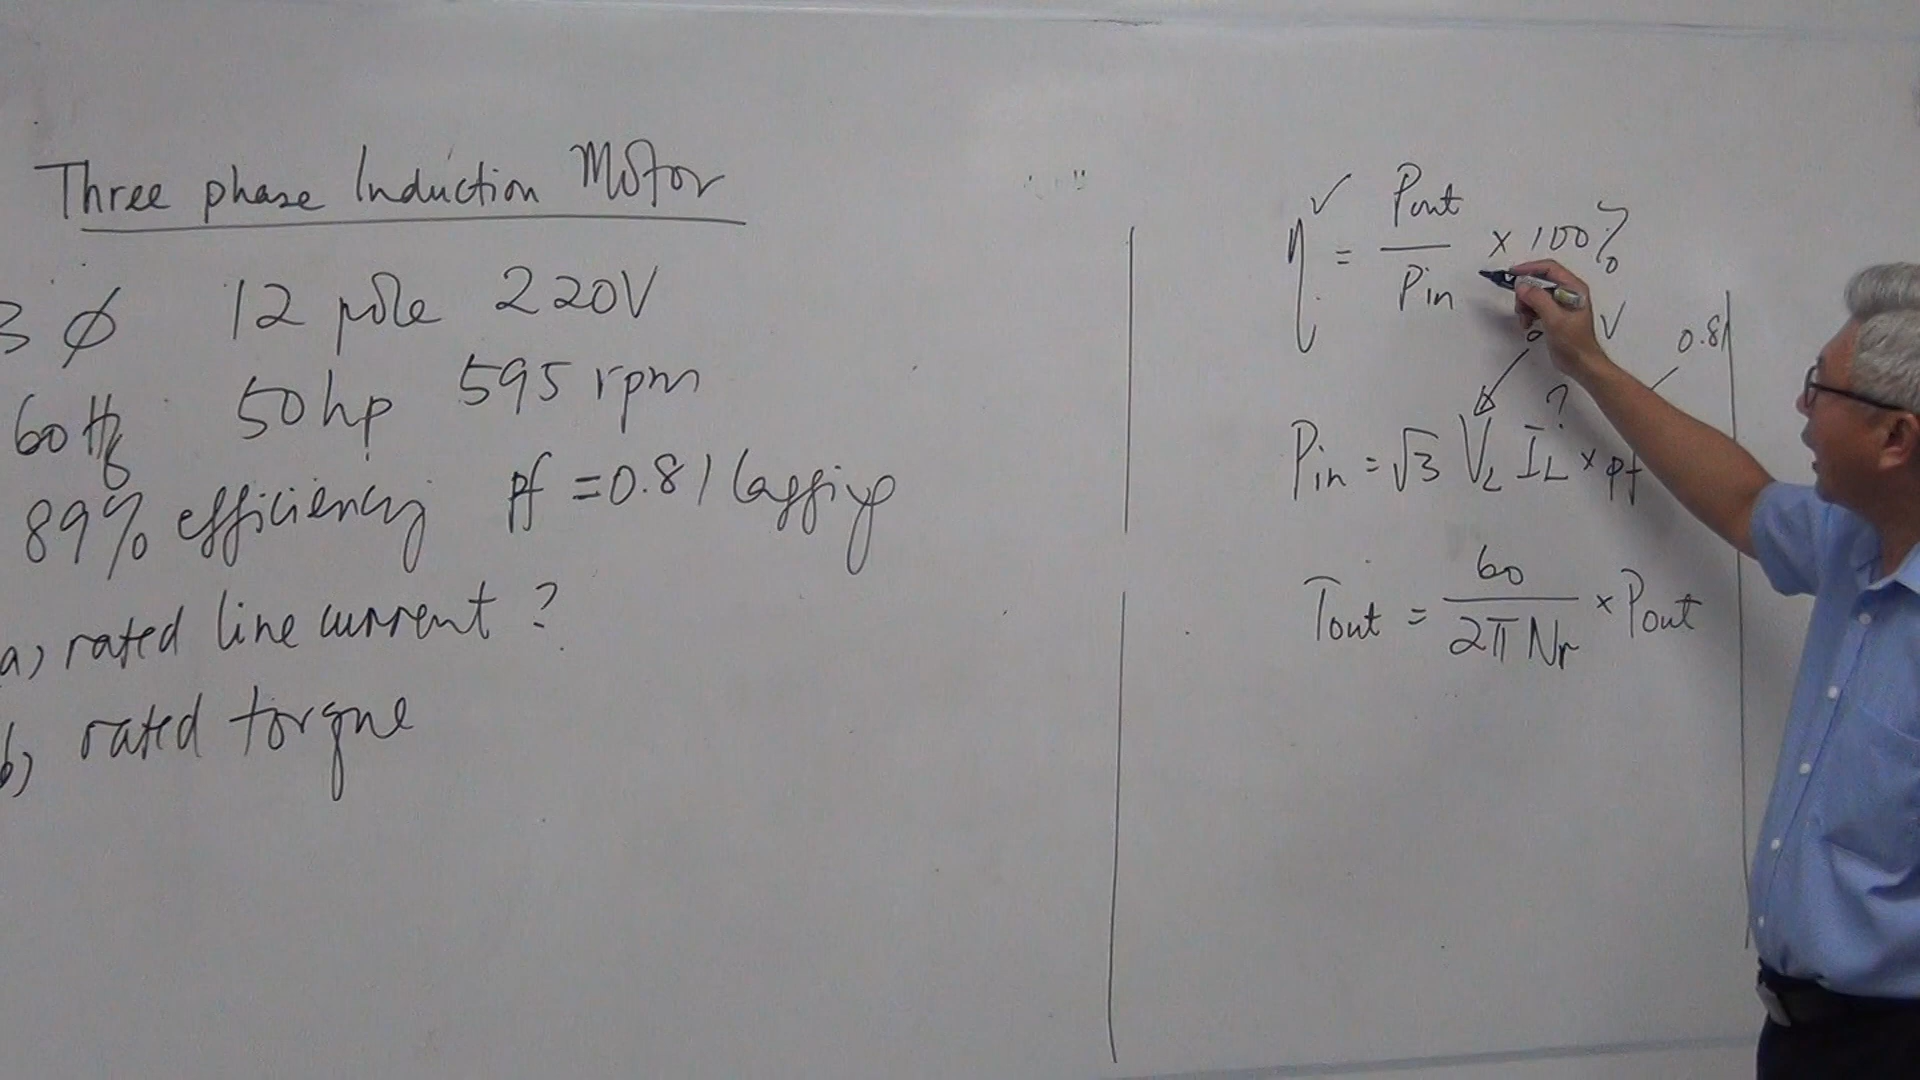 Three phase Induction Motor
3 ϕ 12 pole 220V
60 Hz 50 hp 595 rpm
89% efficiency pf = 0.81 lagging
a) rated line current ?
b) rated torque
η ✓ = Pout / Pin × 100%
V 0.81
Pin = √3 VL IL ? × pf
Tout = 60 / 2π Nr × Pout